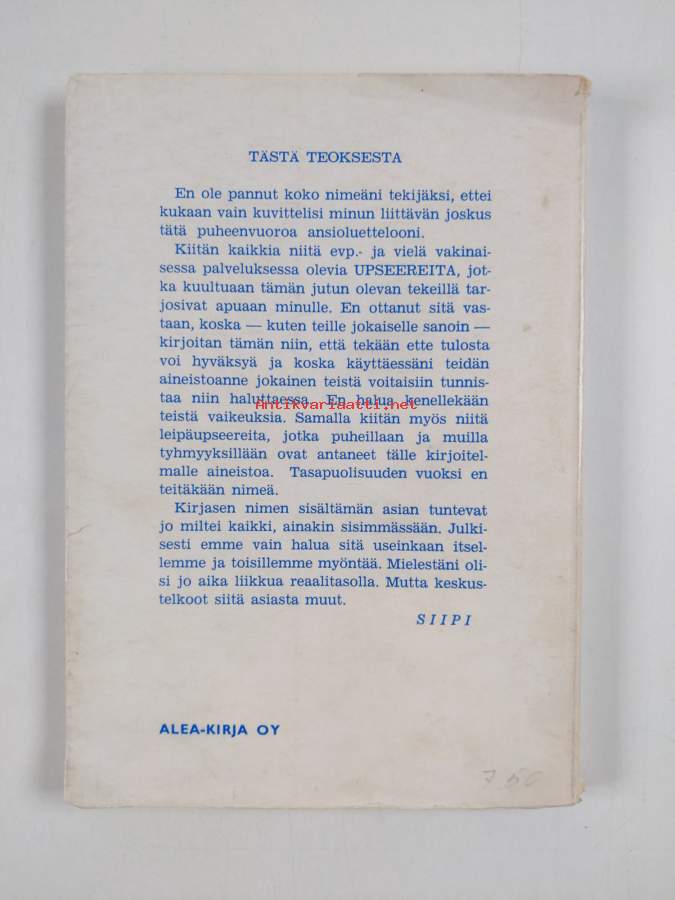 TÄSTÄ TEOKSESTA
En ole pannut koko nimeäni tekijäksi, ettei
kukaan vain kuvittelisi minun liittävän joskus
tätä puheenvuoroa ansioluettelooni.
Kiitän kaikkia niitä evp.- ja vielä vakinai-
sessa palveluksessa olevia UPSEEREITA, jot-
ka kuultuaan tämän jutun olevan tekeillä tar-
josivat apuaan minulle. En ottanut sitä vas-
taan, koska — kuten teille jokaiselle sanoin —
kirjoitan tämän niin, että tekään ette tulosta
voi hyväksyä ja koska käyttäessäni teidän
aineistoanne jokainen teistä voitaisiin tunnis-
taa niin haluttaessa. En halua kenellekään
Antikvariaatti.net
teistä vaikeuksia. Samalla kiitän myös niitä
leipäupseereita, jotka puheillaan ja muilla
tyhmyyksillään ovat antaneet tälle kirjoitel-
malle aineistoa. Tasapuolisuuden vuoksi en
teitäkään nimeä.
Kirjasen nimen sisältämän asian tuntevat
jo miltei kaikki, ainakin sisimmässään. Julki-
sesti emme vain halua sitä useinkaan itsel-
lemme ja toisillemme myöntää. Mielestäni oli-
si jo aika liikkua reaalitasolla. Mutta keskus-
telkoot siitä asiasta muut.
SIIPI
ALEA-KIRJA OY
7 50